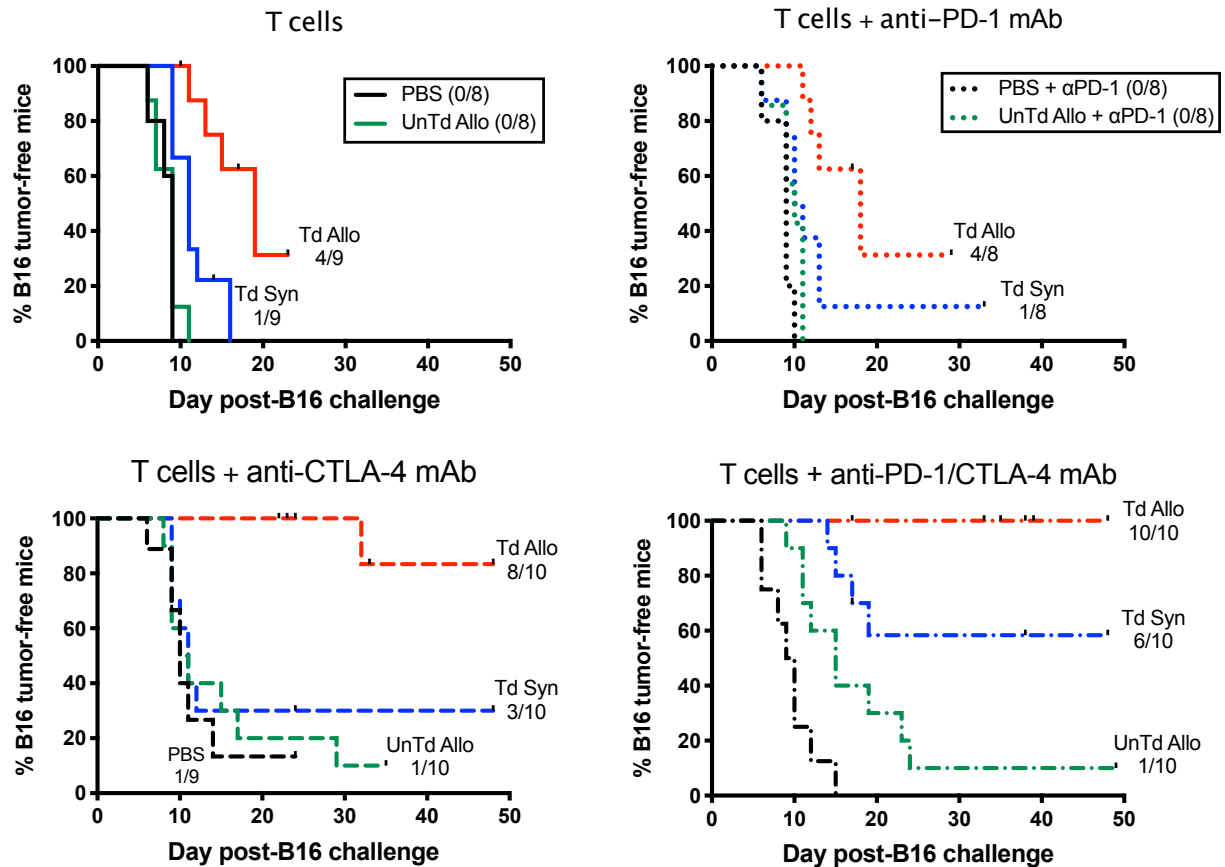 T cells
% B16 tumor-free mice
100
80
60
40
20
0
PBS (0/8)
UnTd Allo (0/8)
Td Allo
4/9
Td Syn
1/9
0 10 20 30 40 50
Day post-B16 challenge
T cells + anti–PD-1 mAb
% B16 tumor-free mice
100
80
60
40
20
0
PBS + αPD-1 (0/8)
UnTd Allo + αPD-1 (0/8)
Td Allo
4/8
Td Syn
1/8
0 10 20 30 40 50
Day post-B16 challenge
T cells + anti-CTLA-4 mAb
% B16 tumor-free mice
100
80
60
40
20
0
Td Allo
8/10
Td Syn
3/10
PBS
1/9
UnTd Allo
1/10
0 10 20 30 40 50
Day post-B16 challenge
T cells + anti-PD-1/CTLA-4 mAb
% B16 tumor-free mice
100
80
60
40
20
0
Td Allo
10/10
Td Syn
6/10
UnTd Allo
1/10
0 10 20 30 40 50
Day post-B16 challenge